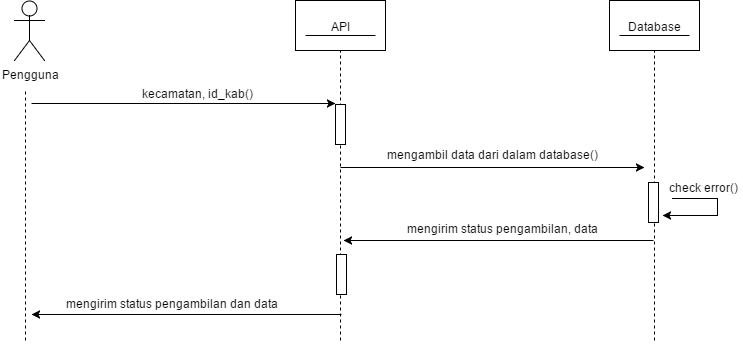 API
Database
Pengguna
kecamatan, id_kab()
mengambil data dari dalam database()
check error()
mengirim status pengambilan, data
mengirim status pengambilan dan data